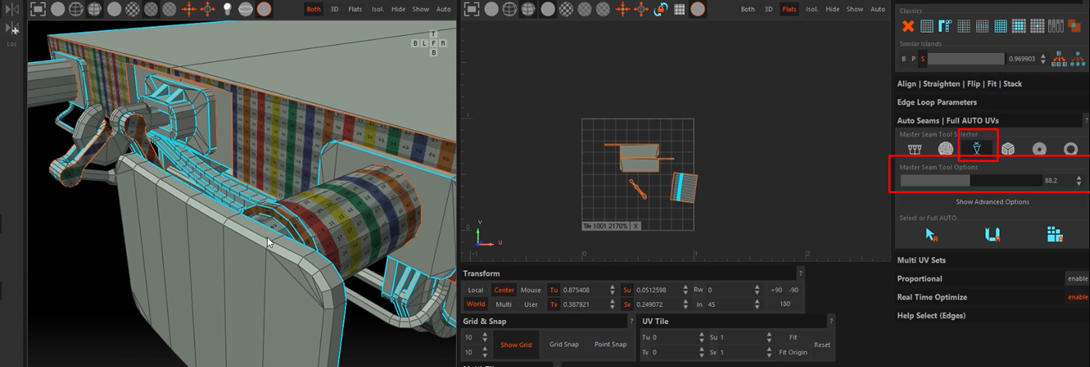 Both 3D Flats Isol. Hide Show Auto
Both 3D Flats Isol. Hide Show Auto
Loc
T
B L F R
B
1
0
0 1 2
V
U
Tile 1001 2170% X
Classics
Similar Islands
B P S 0.969903
Align | Straighten | Flip | Fit | Stack
Edge Loop Parameters
Auto Seams | Full AUTO UVs ?
Master Seam Tool Selector
Master Seam Tool Options
88.2
Show Advanced Options
Select or Full AUTO
Multi UV Sets
Proportional enable
Real Time Optimize enable
Help Select (Edges)
Transform ?
Local Center Mouse Tu 0.875408 Su 0.0512598 Rw 0 +90 -90
World Multi User Tv 0.387921 Sv 0.249072 In 45 180
Grid & Snap ?
10 Show Grid Grid Snap Point Snap
10
UV Tile ?
Tu 0 Su 1 Fit Reset
Tv 0 Sv 1 Fit Origin